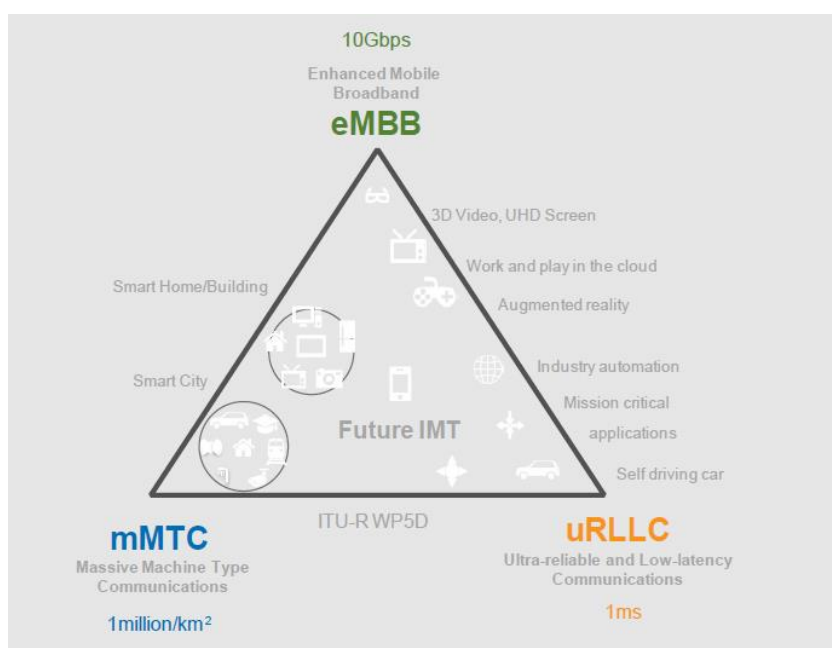 10Gbps
Enhanced Mobile
Broadband
eMBB
3D Video, UHD Screen
Work and play in the cloud
Smart Home/Building
Augmented reality
Industry automation
Smart City
Mission critical
applications
Future IMT
Self driving car
ITU-R WP5D
mMTC
Massive Machine Type
Communications
1million/km²
uRLLC
Ultra-reliable and Low-latency
Communications
1ms